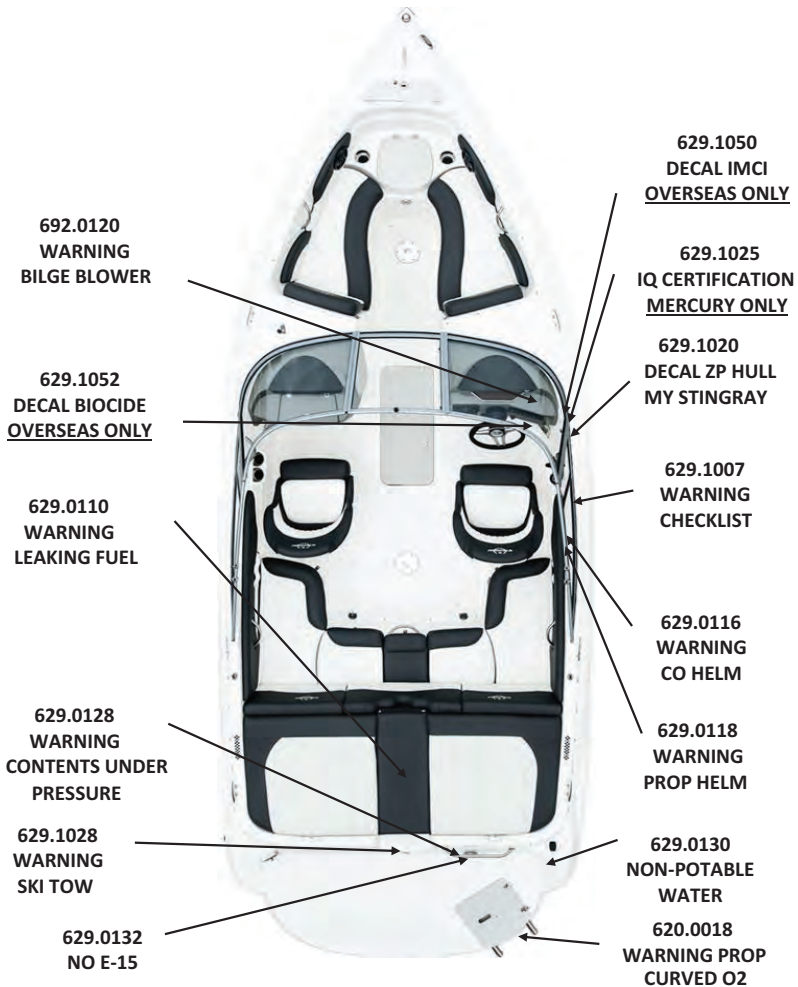 692.0120
WARNING
BILGE BLOWER
629.1052
DECAL BIOCIDE
OVERSEAS ONLY
629.0110
WARNING
LEAKING FUEL
629.0128
WARNING
CONTENTS UNDER
PRESSURE
629.1028
WARNING
SKI TOW
629.0132
NO E-15
629.1050
DECAL IMCI
OVERSEAS ONLY
629.1025
IQ CERTIFICATION
MERCURY ONLY
629.1020
DECAL ZP HULL
MY STINGRAY
629.1007
WARNING
CHECKLIST
629.0116
WARNING
CO HELM
629.0118
WARNING
PROP HELM
629.0130
NON-POTABLE
WATER
620.0018
WARNING PROP
CURVED O2